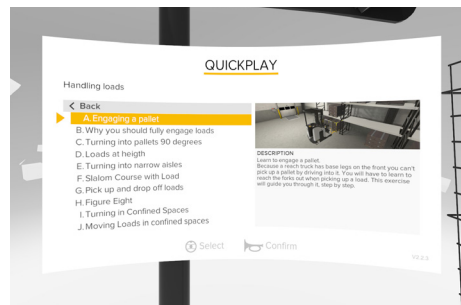 QUICKPLAY
Handling loads
< Back
A. Engaging a pallet
B. Why you should fully engage loads
C. Turning into pallets 90 degrees
D. Loads at heigth
E. Turning into narrow aisles
F. Slalom Course with Load
G. Pick up and drop off loads
H. Figure Eight
I. Turning in Confined Spaces
J. Moving Loads in confined spaces
DESCRIPTION
Learn to engage a pallet.
Because a reach truck has base legs on the front you can't
pick up a pallet by driving into it. You will have to learn to
reach the forks out when picking up a load. This exercise
will guide you through it, step by step.
Select
Confirm
V2.2.3